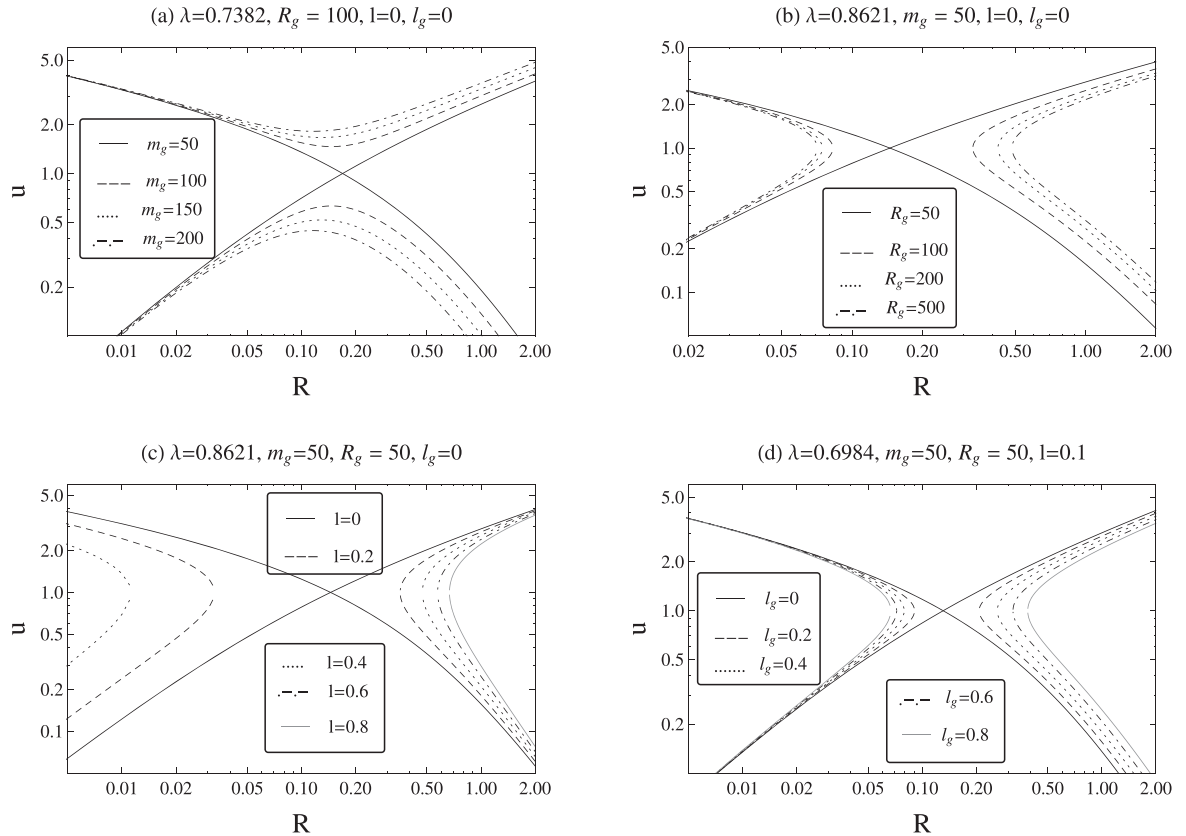 (a) λ=0.7382, R_g = 100, l=0, l_g=0
5.0
2.0
1.0
0.5
0.2
u
m_g=50
m_g=100
m_g=150
m_g=200
0.01 0.02 0.05 0.10 0.20 0.50 1.00 2.00
R
(b) λ=0.8621, m_g = 50, l=0, l_g=0
5.0
2.0
1.0
0.5
0.2
0.1
u
R_g=50
R_g=100
R_g=200
R_g=500
0.02 0.05 0.10 0.20 0.50 1.00 2.00
R
(c) λ=0.8621, m_g=50, R_g = 50, l_g=0
5.0
2.0
1.0
0.5
0.2
0.1
u
l=0
l=0.2
l=0.4
l=0.6
l=0.8
0.01 0.02 0.05 0.10 0.20 0.50 1.00 2.00
R
(d) λ=0.6984, m_g=50, R_g = 50, l=0.1
5.0
2.0
1.0
0.5
0.2
u
l_g=0
l_g=0.2
l_g=0.4
l_g=0.6
l_g=0.8
0.01 0.02 0.05 0.10 0.20 0.50 1.00 2.00
R